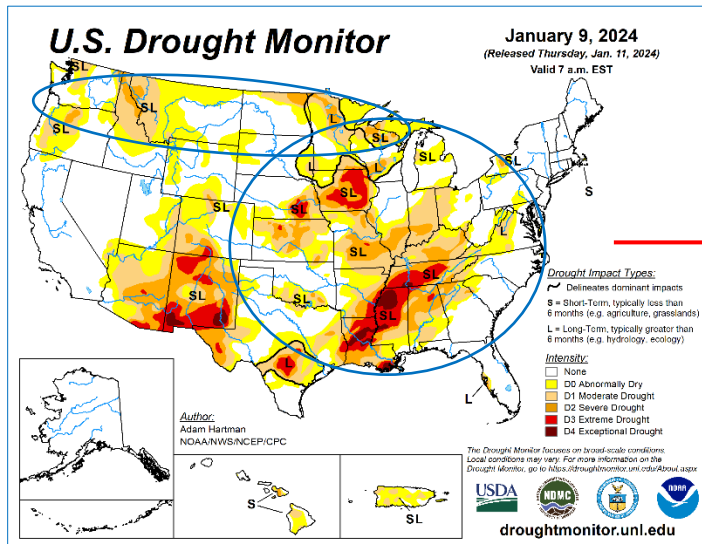 U.S. Drought Monitor
January 9, 2024
(Released Thursday, Jan. 11, 2024)
Valid 7 a.m. EST
SL
SL
SL
L
SL
L
L
SL
SL
S
SL
SL
SL
L
SL
SL
SL
SL
SL
L
L
Drought Impact Types:
Delineates dominant impacts
S = Short-Term, typically less than
6 months (e.g. agriculture, grasslands)
L = Long-Term, typically greater than
6 months (e.g. hydrology, ecology)
Intensity:
None
D0 Abnormally Dry
D1 Moderate Drought
D2 Severe Drought
D3 Extreme Drought
D4 Exceptional Drought
Author:
Adam Hartman
NOAA/NWS/NCEP/CPC
S
SL
The Drought Monitor focuses on broad-scale conditions.
Local conditions may vary. For more information on the
Drought Monitor, go to https://droughtmonitor.unl.edu/About.aspx
USDA
NDMC
NOAA
droughtmonitor.unl.edu